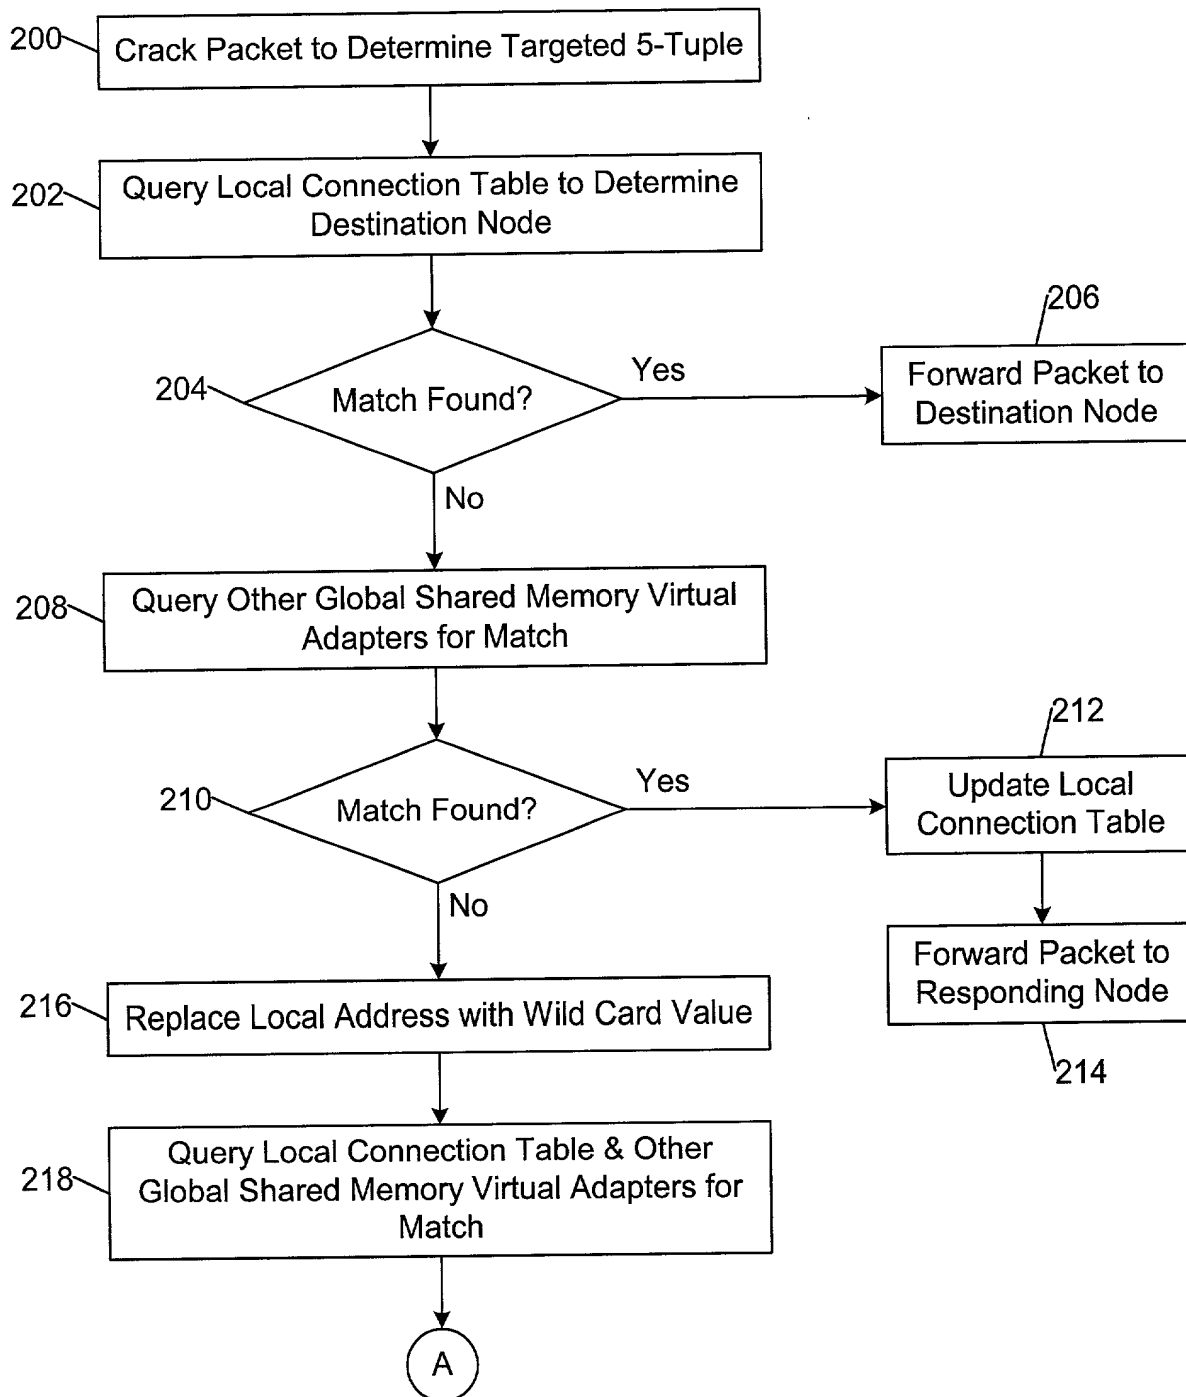 200
Crack Packet to Determine Targeted 5-Tuple
202
Query Local Connection Table to Determine
Destination Node
206
204
Match Found?
Yes
Forward Packet to
Destination Node
No
208
Query Other Global Shared Memory Virtual
Adapters for Match
212
210
Match Found?
Yes
Update Local
Connection Table
No
Forward Packet to
Responding Node
214
216
Replace Local Address with Wild Card Value
218
Query Local Connection Table & Other
Global Shared Memory Virtual Adapters for
Match
A